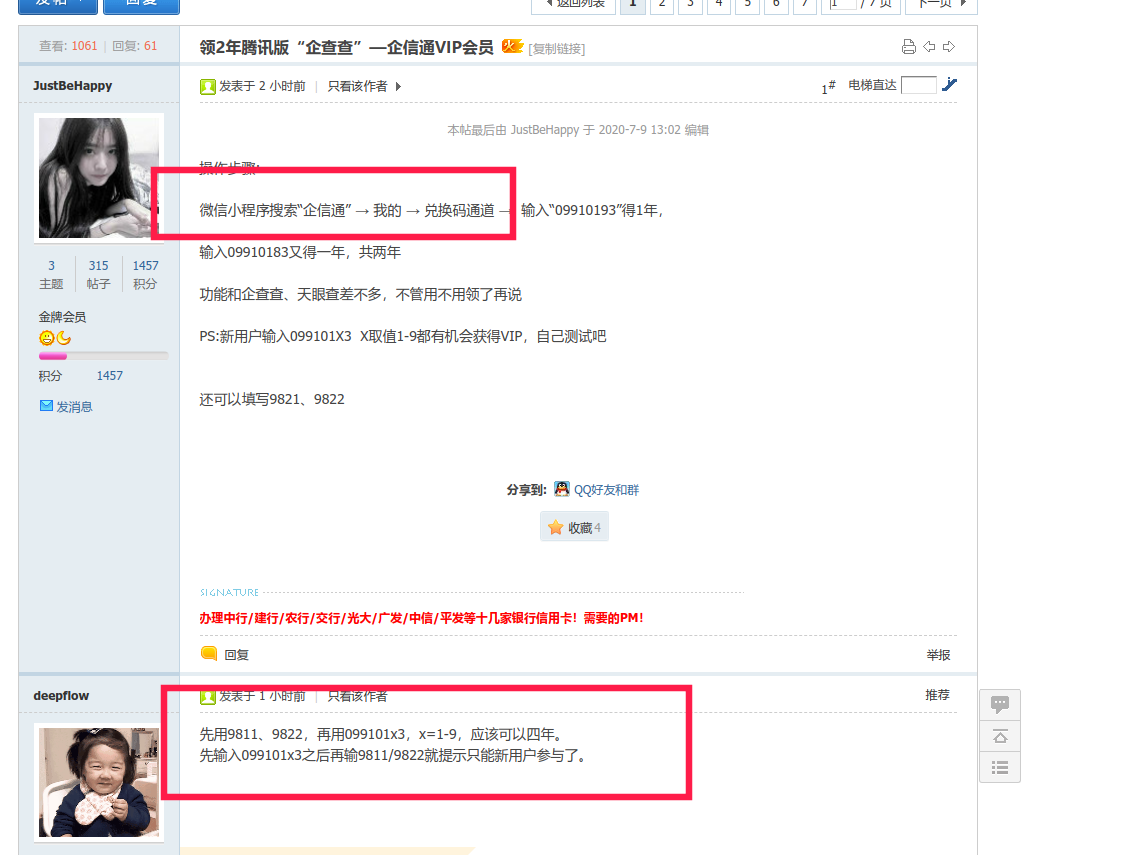 发帖 回复
返回列表 1 2 3 4 5 6 7 1 / 7 页 下一页
查看: 1061 | 回复: 61
领2年腾讯版“企查查”—企信通VIP会员 火 [复制链接]
JustBeHappy
发表于 2 小时前 | 只看该作者
1# 电梯直达
本帖最后由 JustBeHappy 于 2020-7-9 13:02 编辑
操作步骤:
微信小程序搜索“企信通” → 我的 → 兑换码通道 → 输入“09910193”得1年，
输入09910183又得一年，共两年
功能和企查查、天眼查差不多，不管用不用领了再说
PS:新用户输入099101X3 X取值1-9都有机会获得VIP，自己测试吧
还可以填写9821、9822
3 315 1457
主题 帖子 积分
金牌会员
积分 1457
发消息
分享到: QQ好友和群
收藏 4
SIGNATURE
办理中行/建行/农行/交行/光大/广发/中信/平发等十几家银行信用卡！需要的PM！
回复 举报
deepflow
发表于 1 小时前 | 只看该作者 推荐
先用9811、9822，再用099101x3，x=1-9，应该可以四年。
先输入099101x3之后再输9811/9822就提示只能新用户参与了。